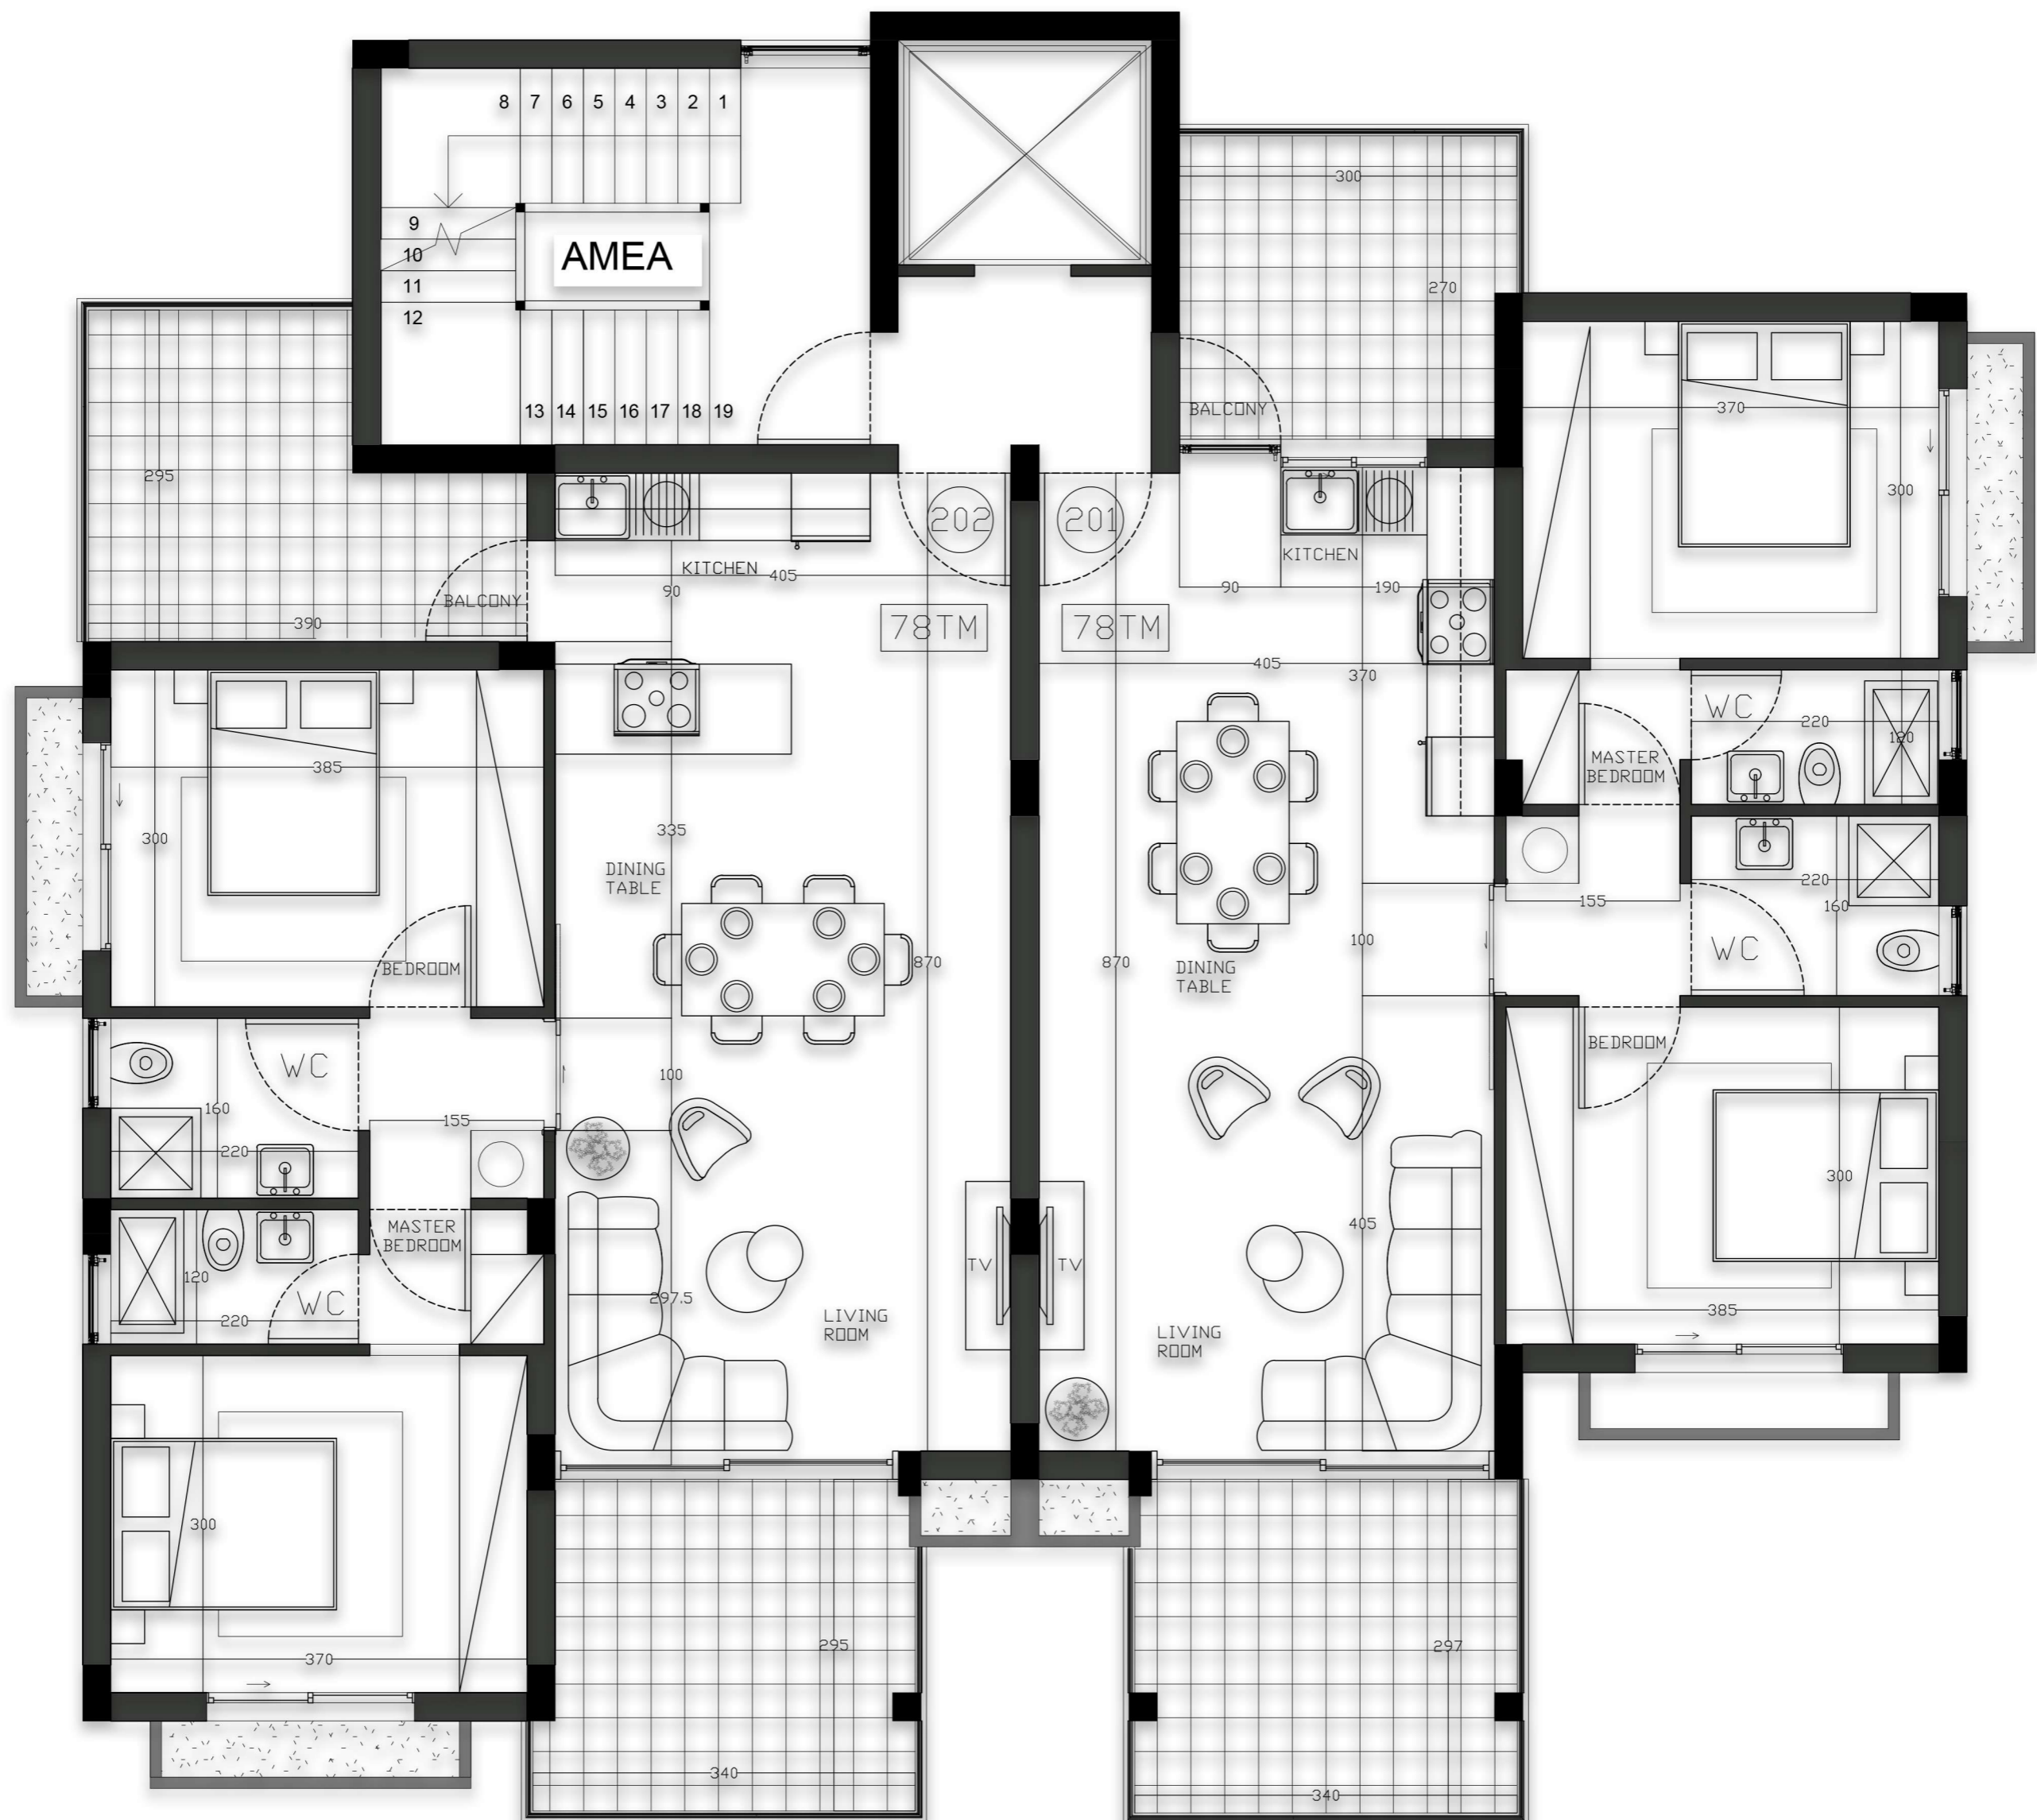 8 7 6 5 4 3 2 1
9
10
11
12
AMEA
13 14 15 16 17 18 19
300
270
BALCONY
295
390
BALCONY
KITCHEN
405
90
202
201
78TM
78TM
KITCHEN
90
190
405
370
370
300
WC
220
120
MASTER
BEDROOM
385
300
BEDROOM
335
DINING
TABLE
870
870
DINING
TABLE
100
155
220
160
WC
BEDROOM
300
385
WC
160
220
155
100
MASTER
BEDROOM
120
220
WC
297.5
LIVING
ROOM
TV
TV
405
LIVING
ROOM
300
370
295
340
297
340